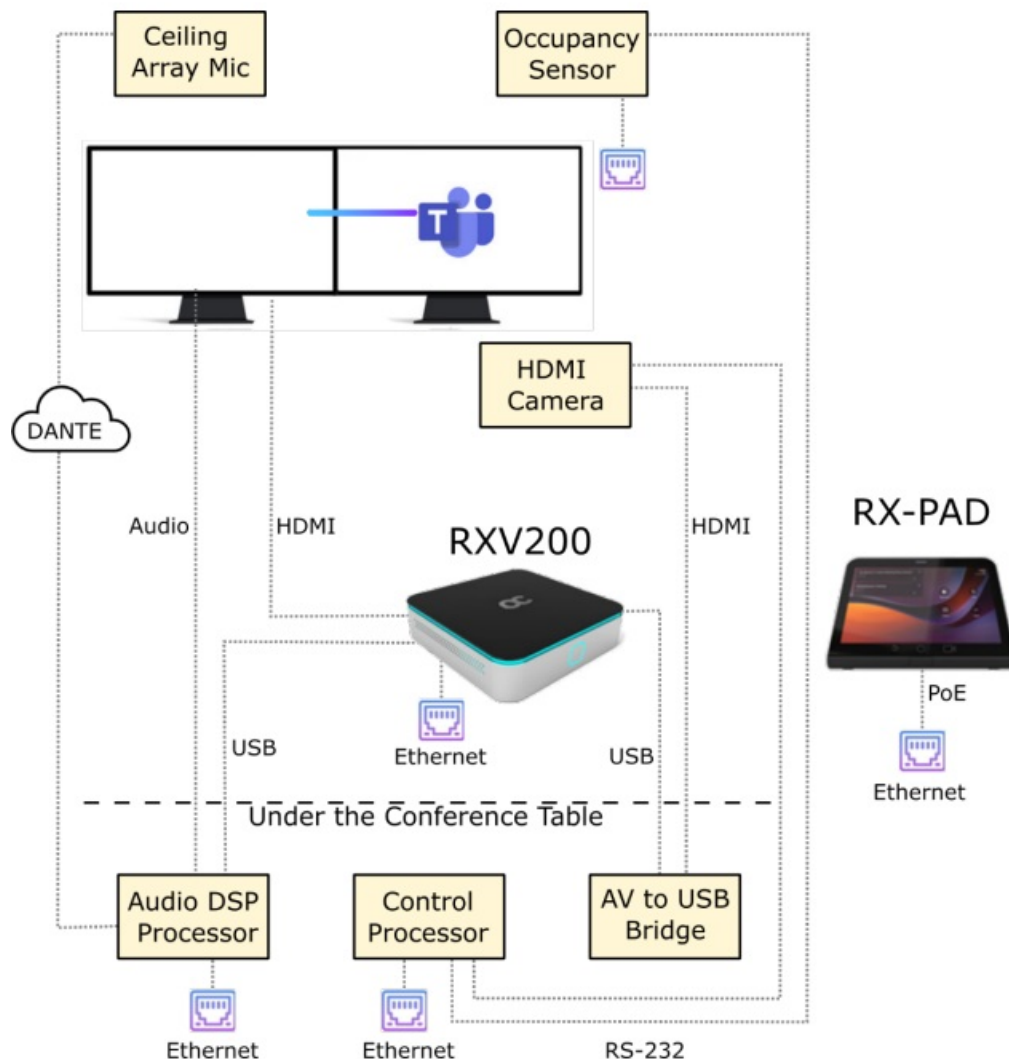 Ceiling
Array Mic
Occupancy
Sensor
T
HDMI
Camera
DANTE
Audio
HDMI
RXV200
HDMI
RX-PAD
PoE
USB
Ethernet
USB
Ethernet
Under the Conference Table
Audio DSP
Processor
Control
Processor
AV to USB
Bridge
Ethernet
Ethernet
RS-232